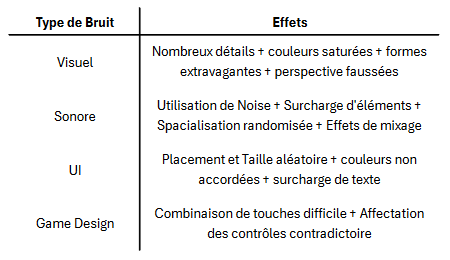 Type de Bruit Effets
Visuel Nombreux détails + couleurs saturées + formes
extravagantes + perspective faussées
Sonore Utilisation de Noise + Surcharge d'éléments +
Spacialisation randomisée + Effets de mixage
UI Placement et Taille aléatoire + couleurs non
accordées + surcharge de texte
Game Design Combinaison de touches difficile + Affectation
des contrôles contradictoire